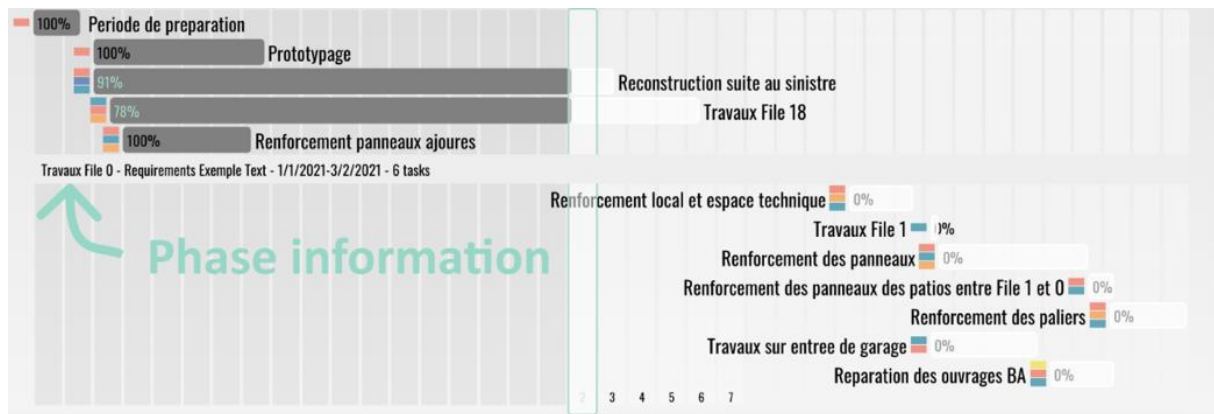 100% Periode de preparation
100% Prototypage
91% Reconstruction suite au sinistre
78% Travaux File 18
100% Renforcement panneaux ajoures
Travaux File 0 - Requirements Exemple Text - 1/1/2021-3/2/2021 - 6 tasks
Renforcement local et espace technique 0%
Travaux File 1 0%
Phase information
Renforcement des panneaux 0%
Renforcement des panneaux des patios entre File 1 et 0 0%
Renforcement des paliers 0%
Travaux sur entree de garage 0%
Reparation des ouvrages BA 0%
2 3 4 5 6 7